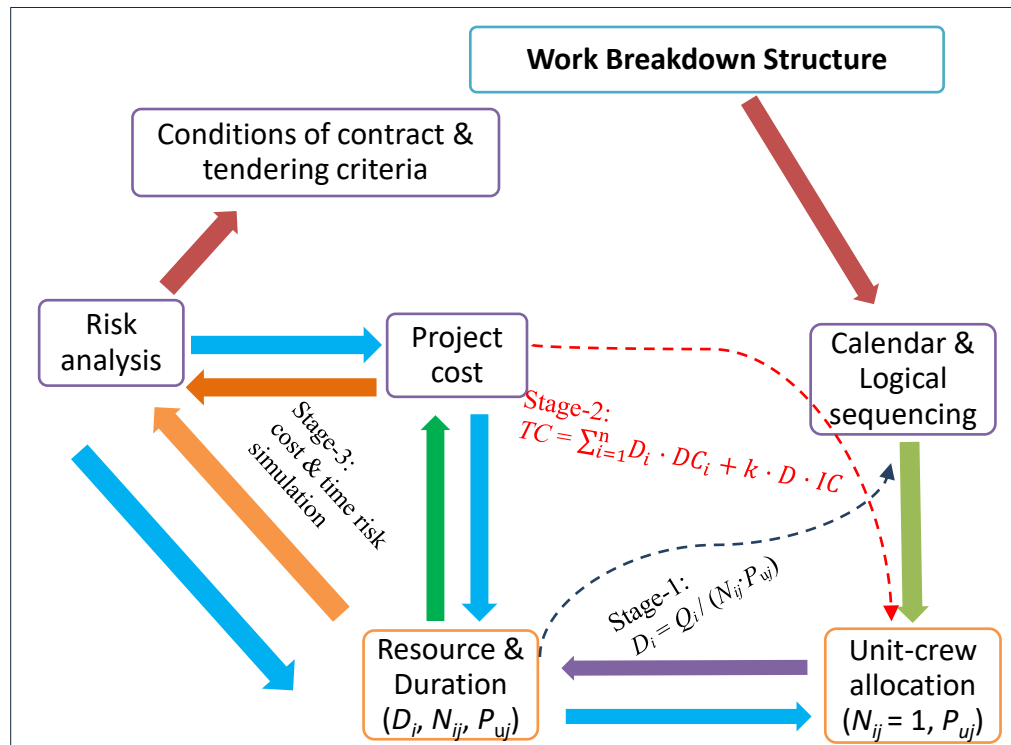 Work Breakdown Structure
Conditions of contract &
tendering criteria
Risk
analysis
Project
cost
Calendar &
Logical
sequencing
Stage-2:
TC = ∑ⁿᵢ₌₁ Dᵢ · DCᵢ + k · D · IC
Stage-3:
cost & time risk
simulation
Stage-1:
Dᵢ = Qᵢ / (Nᵢⱼ·Pᵤⱼ)
Resource &
Duration
(Dᵢ, Nᵢⱼ, Pᵤⱼ)
Unit-crew
allocation
(Nᵢⱼ = 1, Pᵤⱼ)